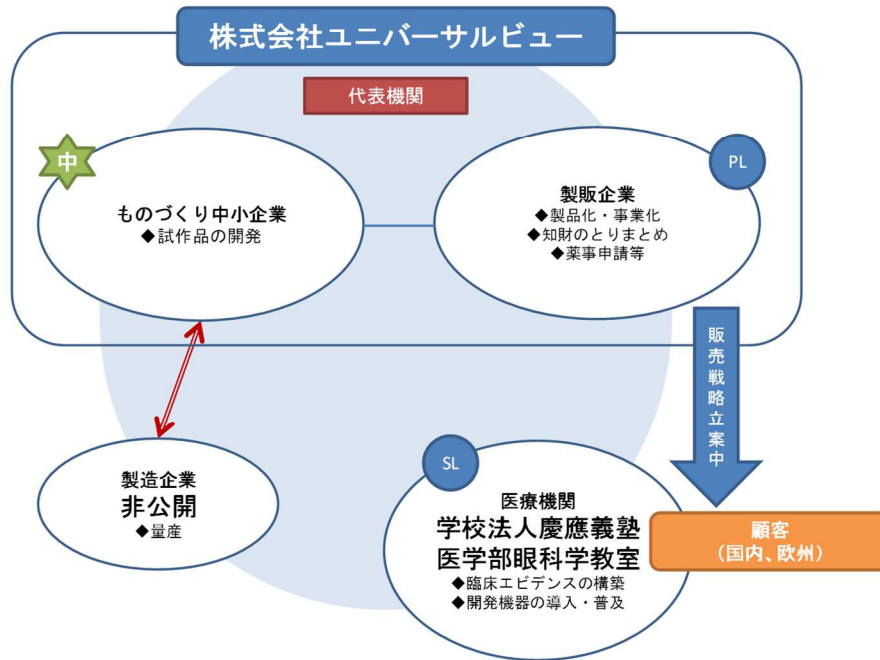 株式会社ユニバーサルビュー
代表機関
中
ものづくり中小企業
◆試作品の開発
PL
製販企業
◆製品化・事業化
◆知財のとりまとめ
◆薬事申請等
販売戦略立案中
製造企業
非公開
◆量産
SL
医療機関
学校法人慶應義塾
医学部眼科学教室
◆臨床エビデンスの構築
◆開発機器の導入・普及
顧客
（国内、欧州）